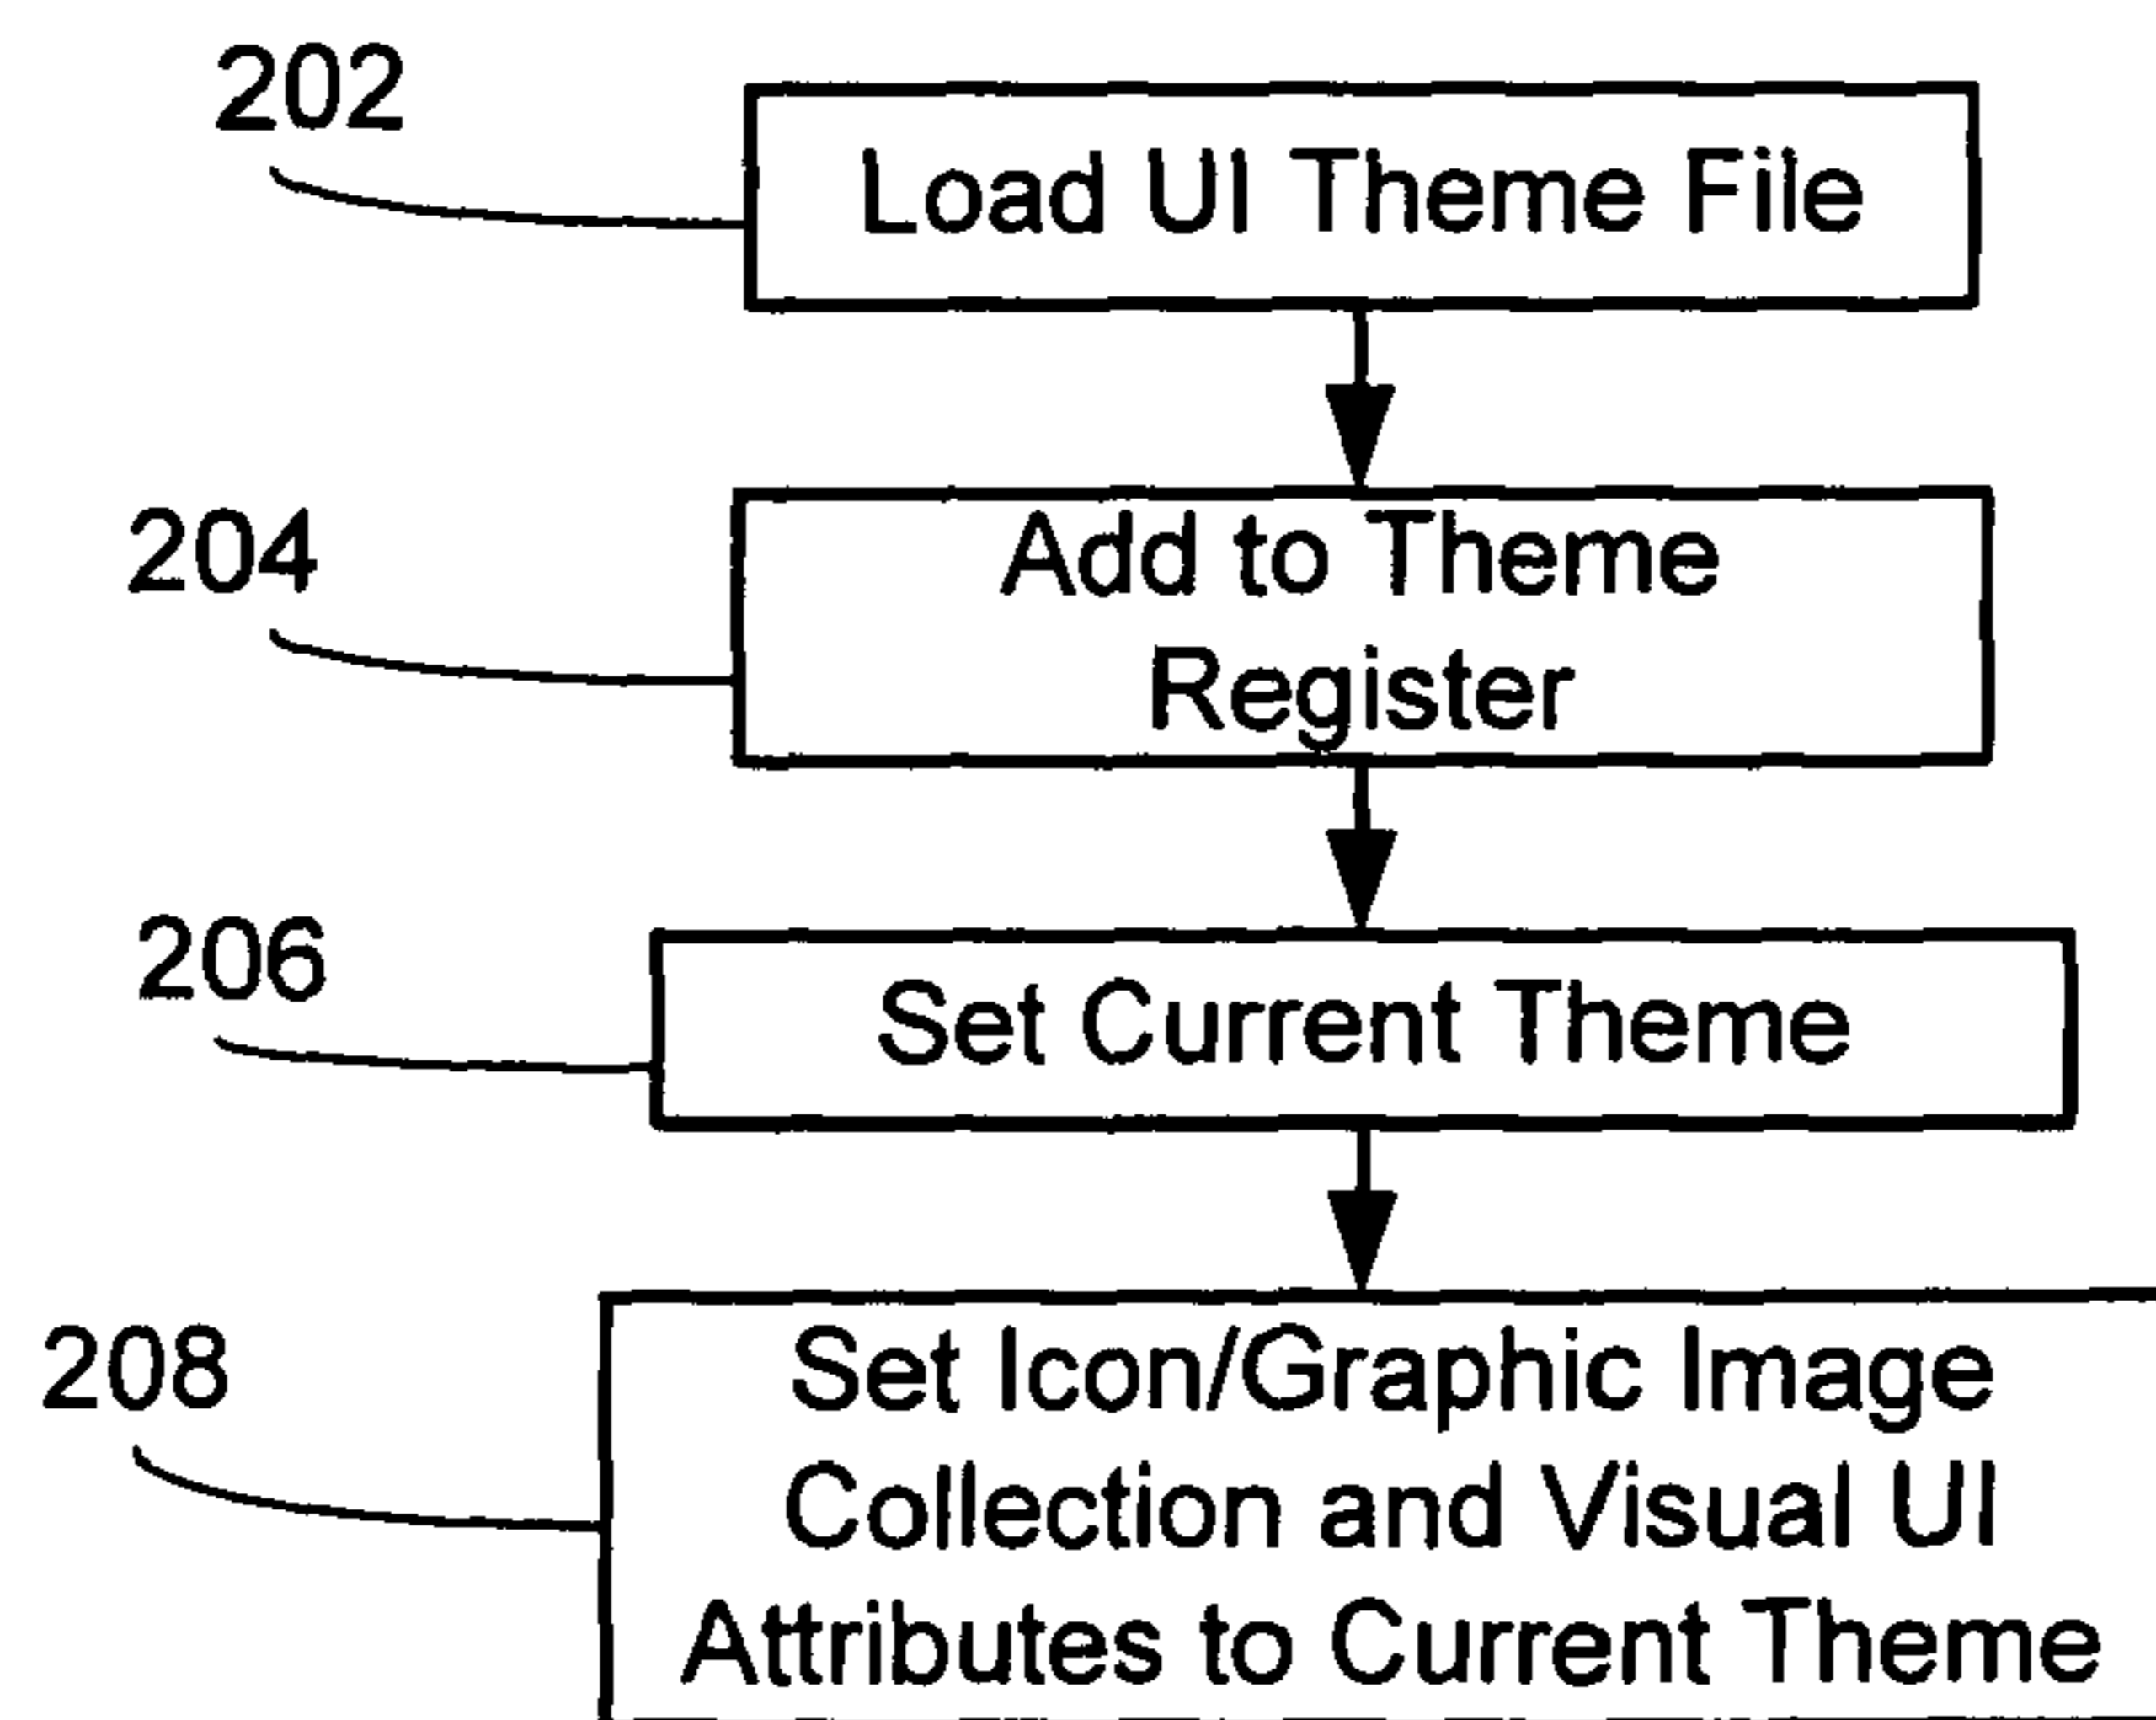 202
Load UI Theme File
204
Add to Theme
Register
206
Set Current Theme
208
Set Icon/Graphic Image
Collection and Visual UI
Attributes to Current Theme